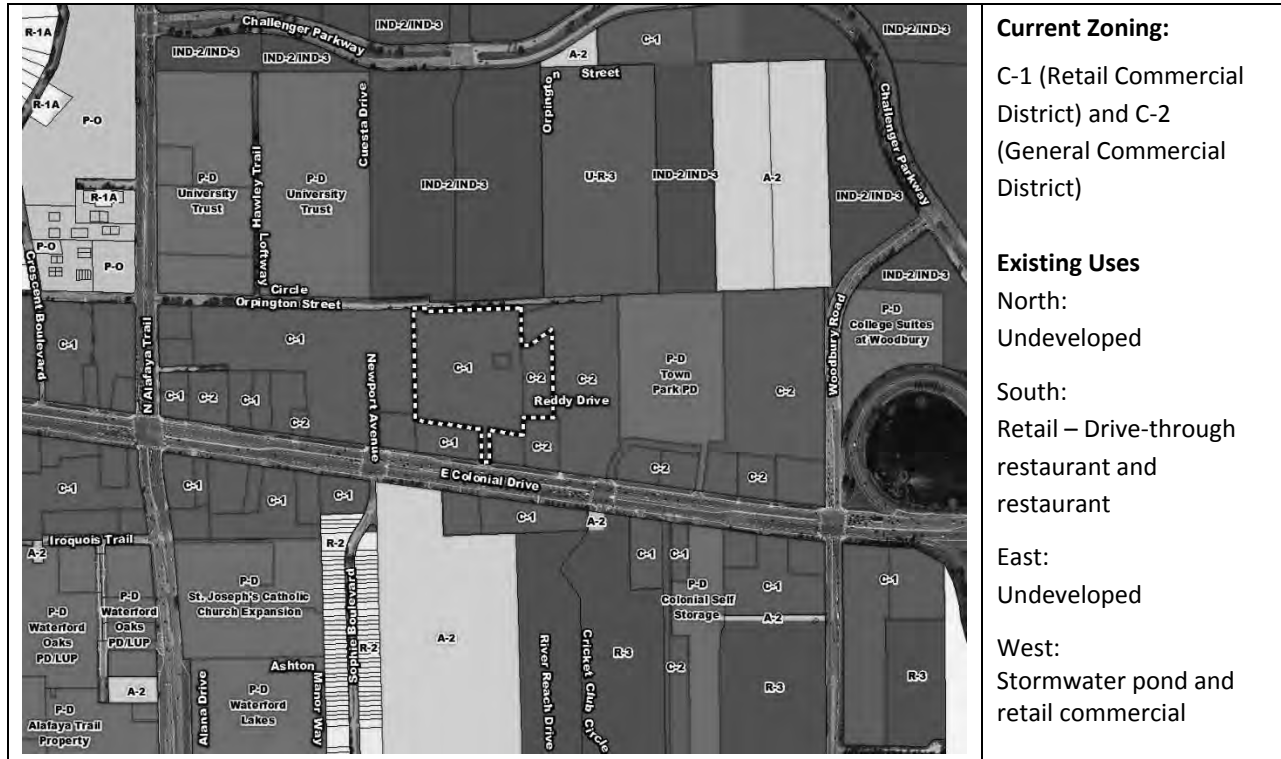 Challenger Parkway
IND-2/IND-3
R-1A
IND-2/IND-3
IND-2/IND-3
IND-2/IND-3
A-2
C-1
IND-2/IND-3
Orpington Street
R-1A
P-O
Cuesta Drive
Challenger Parkway
Hawley Trail
P-D
University
Trust
P-D
University
Trust
IND-2/IND-3
U-R-3
IND-2/IND-3
A-2
IND-2/IND-3
R-1A
P-O
P-O
Loftway
Circle
Crescent Boulevard
Orpington Street
Woodbury Road
IND-2/IND-3
P-D
College Suites
at Woodbury
N Alafaya Trail
C-1
C-1
Newport Avenue
C-1
C-2
C-2
P-D
Town
Park PD
C-2
Reddy Drive
C-1
C-2
C-1
C-2
C-1
C-2
E Colonial Drive
C-2
C-2
C-1
C-1
C-1
C-1
C-1
A-2
Iroquois Trail
A-2
R-2
C-1
C-1
C-1
C-1
P-D
Waterford
Oaks
PD/LUP
P-D
Waterford
Oaks
PD/LUP
P-D
St. Joseph's Catholic
Church Expansion
Sophie Boulevard
A-2
P-D
Colonial Self
Storage
A-2
R-2
River Reach Drive
Cricket Club Circle
R-3
C-2
R-3
R-3
A-2
Ashton
Manor Way
Alana Drive
P-D
Waterford
Lakes
P-D
Alafaya Trail
Property
Current Zoning:
C-1 (Retail Commercial
District) and C-2
(General Commercial
District)
Existing Uses
North:
Undeveloped
South:
Retail – Drive-through
restaurant and
restaurant
East:
Undeveloped
West:
Stormwater pond and
retail commercial